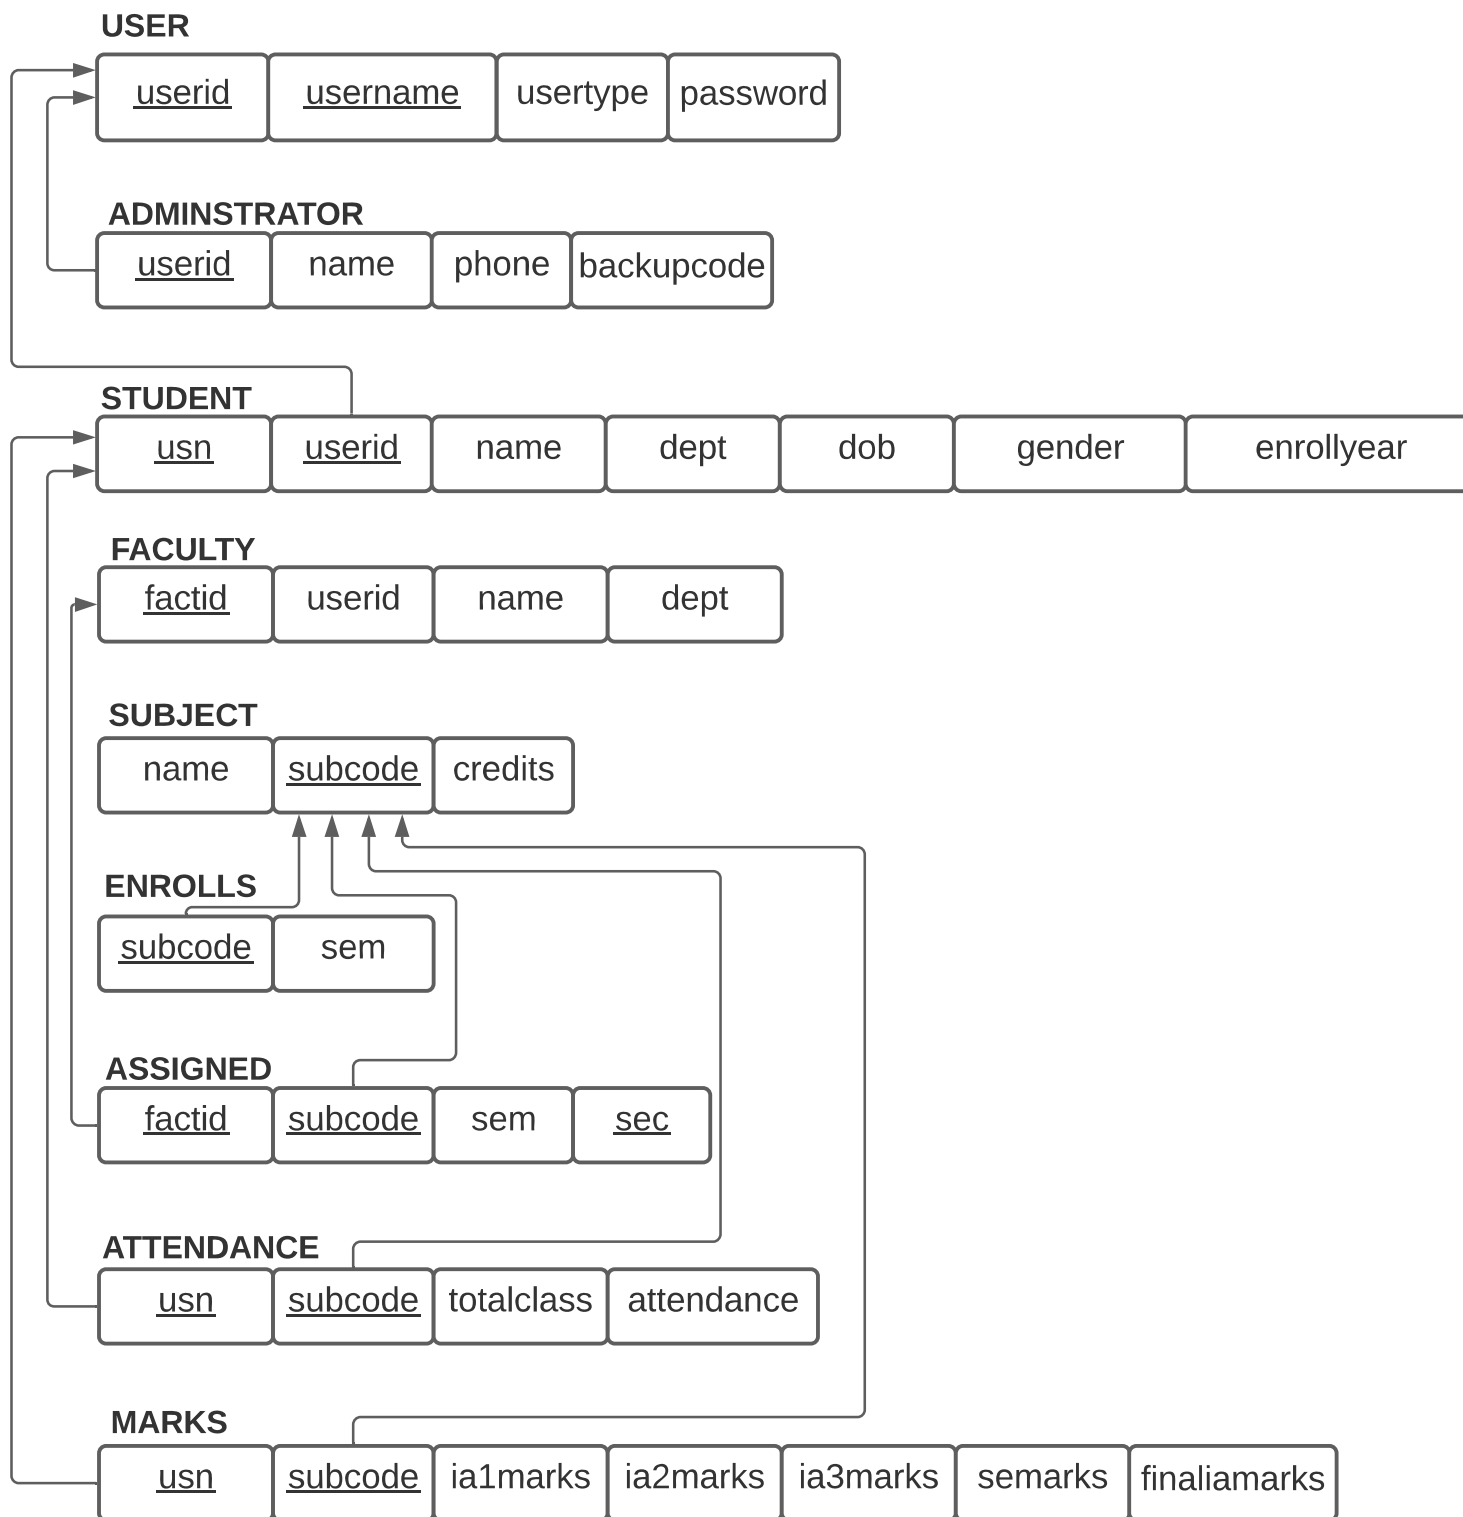 USER
userid username usertype password
ADMINSTRATOR
userid name phone backupcode
STUDENT
usn userid name dept dob gender enrollyear
FACULTY
factid userid name dept
SUBJECT
name subcode credits
ENROLLS
subcode sem
ASSIGNED
factid subcode sem sec
ATTENDANCE
usn subcode totalclass attendance
MARKS
usn subcode ia1marks ia2marks ia3marks semarks finaliamarks